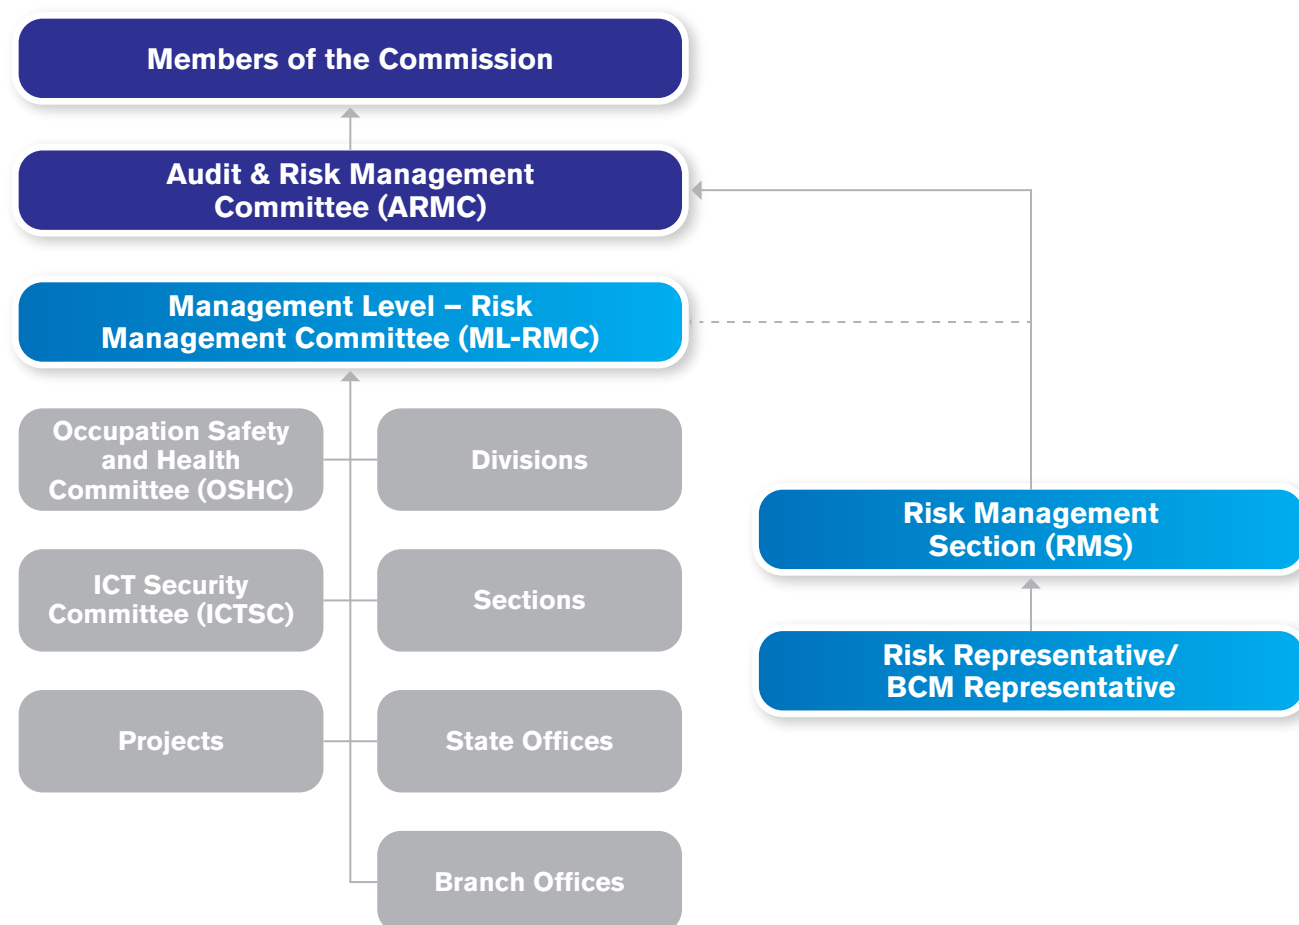 Members of the Commission
Audit & Risk Management
Committee (ARMC)
Management Level – Risk
Management Committee (ML-RMC)
Occupation Safety
and Health
Committee (OSHC)
Divisions
ICT Security
Committee (ICTSC)
Sections
Projects
State Offices
Branch Offices
Risk Management
Section (RMS)
Risk Representative/
BCM Representative